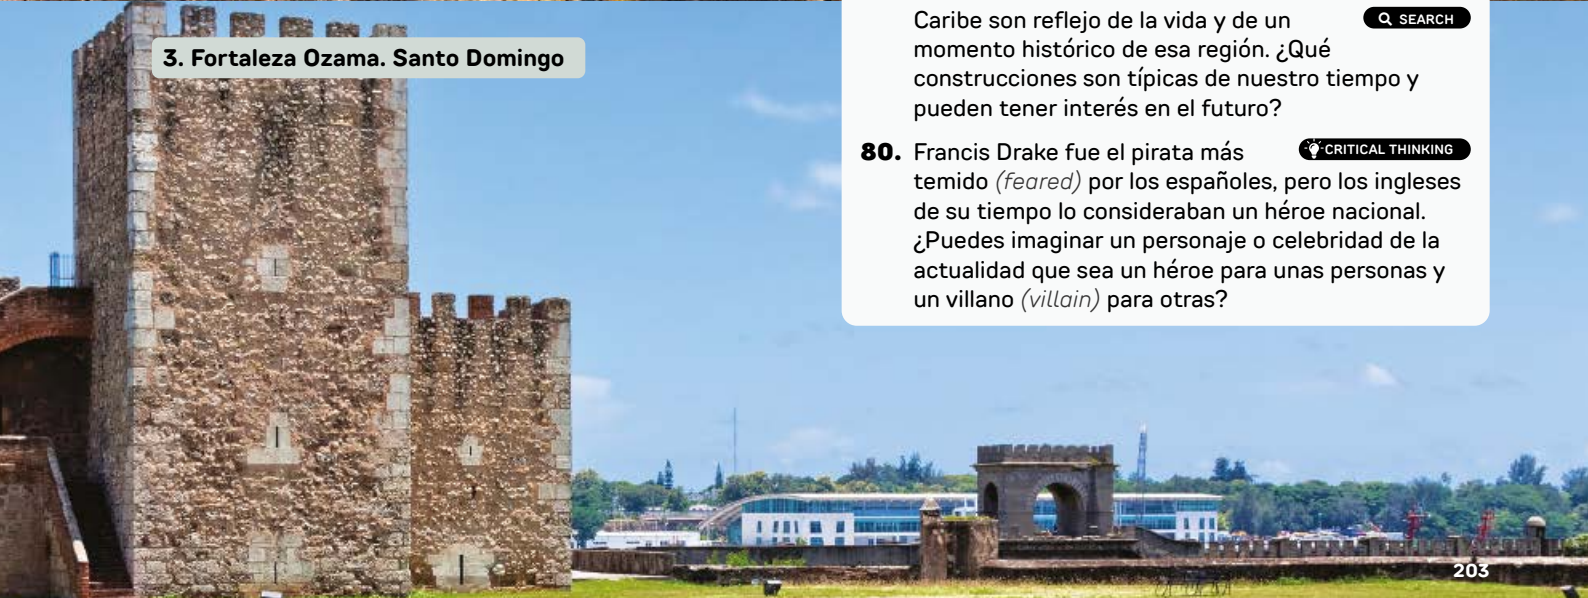 3. Fortaleza Ozama. Santo Domingo
Caribe son reflejo de la vida y de un
SEARCH
momento histórico de esa región. ¿Qué
construcciones son típicas de nuestro tiempo y
pueden tener interés en el futuro?
80. Francis Drake fue el pirata más
CRITICAL THINKING
temido (feared) por los españoles, pero los ingleses
de su tiempo lo consideraban un héroe nacional.
¿Puedes imaginar un personaje o celebridad de la
actualidad que sea un héroe para unas personas y
un villano (villain) para otras?
203